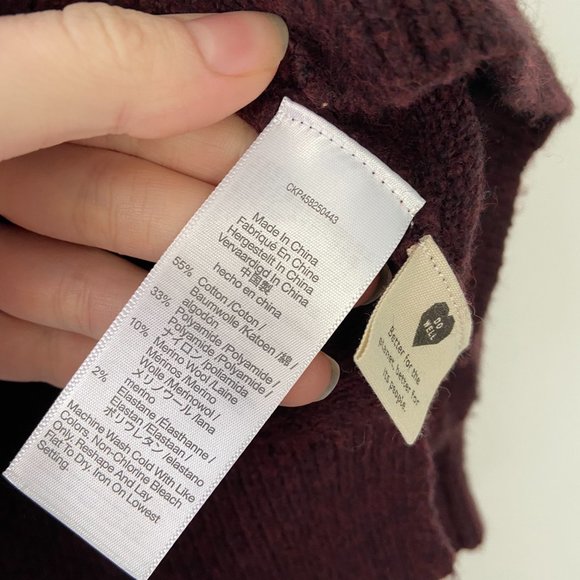 CKP458250443
Made In China
Fabriqué En Chine
Hergestellt In China
Vervaardigd In China
中国製
hecho en china
55% Cotton/Coton/
Baumwolle/Katoen/綿/
algodón
33% Polyamide/Polyamide/
Polyamide/Polyamide/
ナイロン/poliamida
10% Merino Wool/Laine
Mérinos/Merino
Wolle/Merinowol/
メリノウール/lana
merino
2% Elastane/Élasthanne/
Elastan/Elastaan/
ポリウレタン/elastano
Machine Wash Cold With Like
Colors. Non-Chlorine Bleach
Only. Reshape And Lay
Flat To Dry. Iron On Lowest
Setting.
DO
WELL
Better for the
planet, better for
its people.